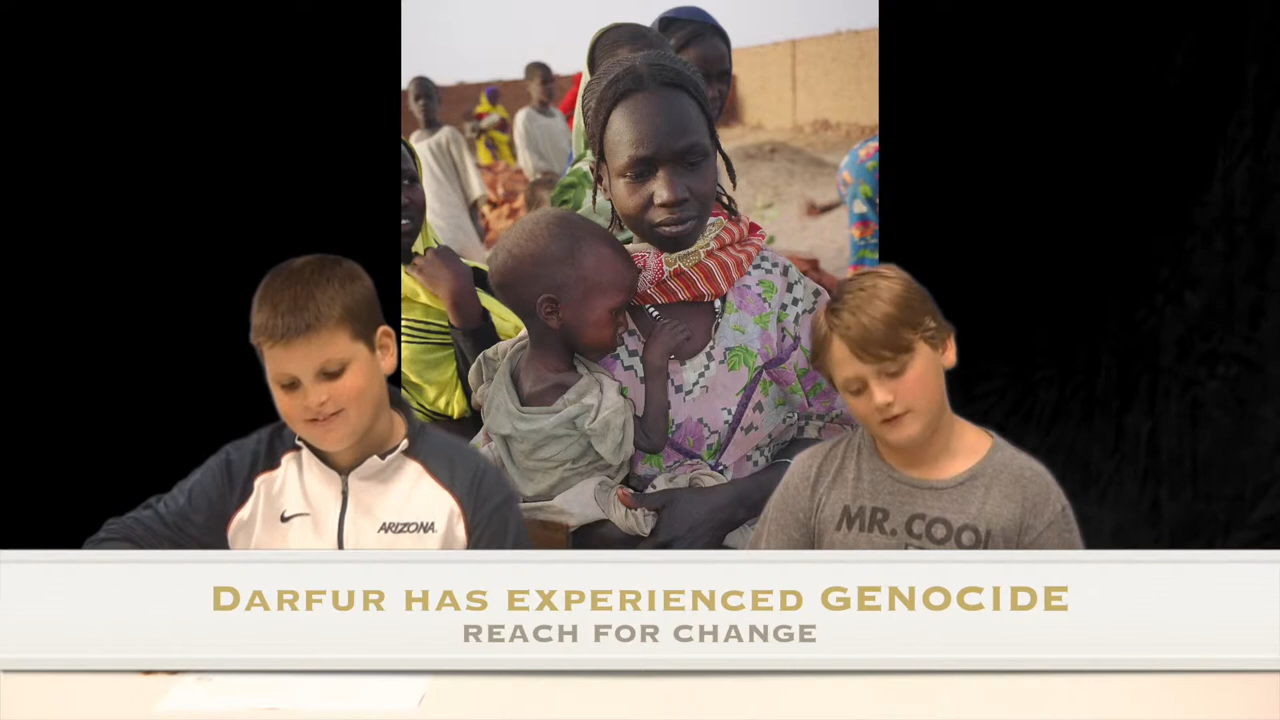 ARIZONA
MR. COOL
DARFUR HAS EXPERIENCED GENOCIDE
REACH FOR CHANGE